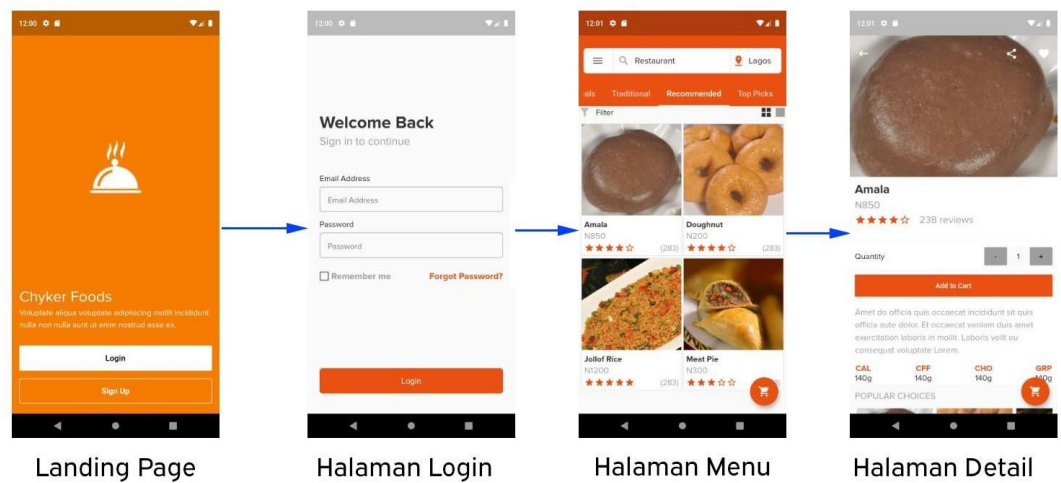 12:00
Chyker Foods
Voluptate aliqua voluptate adipisicing mollit incididunt
nulla non nulla sunt ut enim nostrud esse ex.
Login
Sign Up
Landing Page
12:00
Welcome Back
Sign in to continue
Email Address
Email Address
Password
Password
Remember me
Forgot Password?
Login
Halaman Login
12:01
Restaurant
Lagos
Traditional
Recommended
Top Picks
Filter
Amala
N850
(283)
Doughnut
N200
(283)
Jollof Rice
N1200
(283)
Meat Pie
N300
Halaman Menu
12:01
Amala
N850
238 reviews
Quantity
- 1 +
Add to Cart
Amet do officia quis occaecat incididunt sit quis
officia aute dolor. Et occaecat veniam duis amet
exercitation laboris in mollit. Laboris velit eu
consequat voluptate Lorem.
CAL CFF CHO GRP
140g 140g 140g 140g
POPULAR CHOICES
Halaman Detail